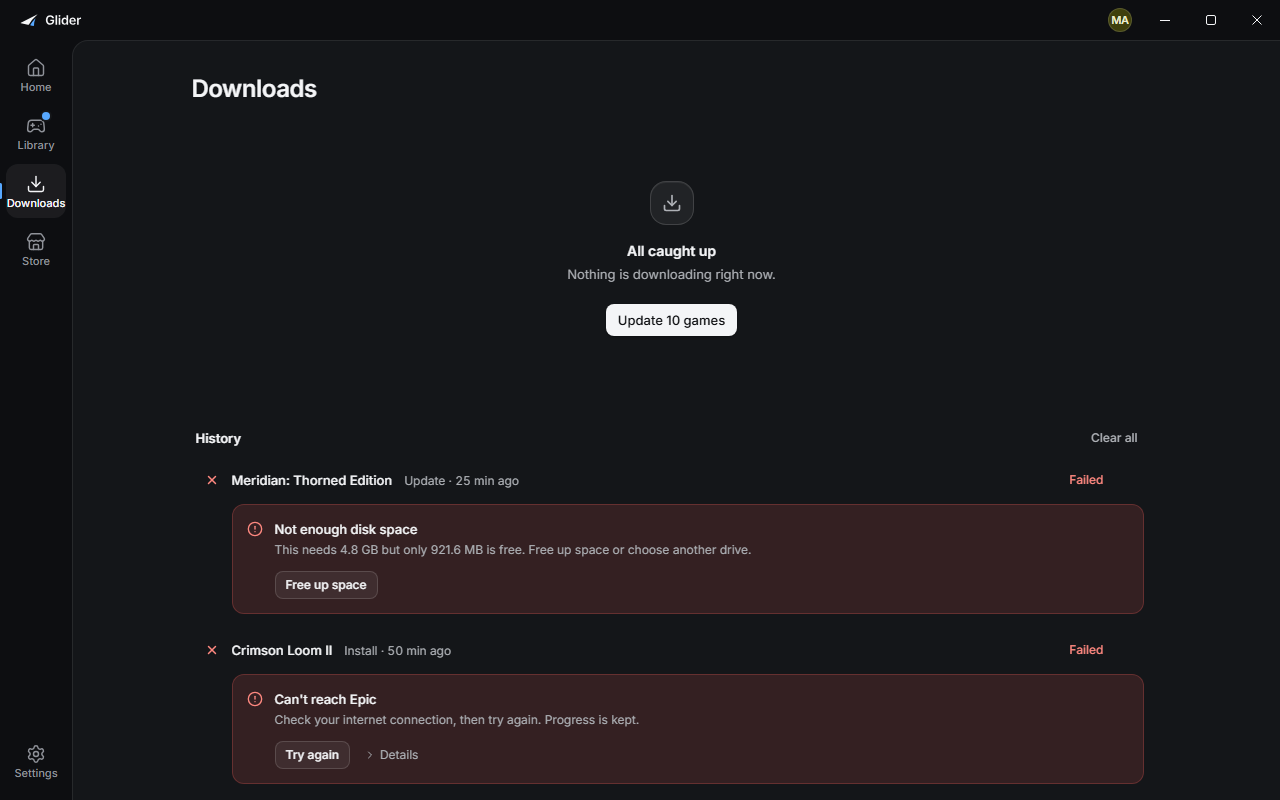 Glider
MA
Home
Library
Downloads
Store
Settings
Downloads
All caught up
Nothing is downloading right now.
Update 10 games
History
Clear all
Meridian: Thorned Edition Update · 25 min ago Failed
Not enough disk space
This needs 4.8 GB but only 921.6 MB is free. Free up space or choose another drive.
Free up space
Crimson Loom II Install · 50 min ago Failed
Can't reach Epic
Check your internet connection, then try again. Progress is kept.
Try again
Details